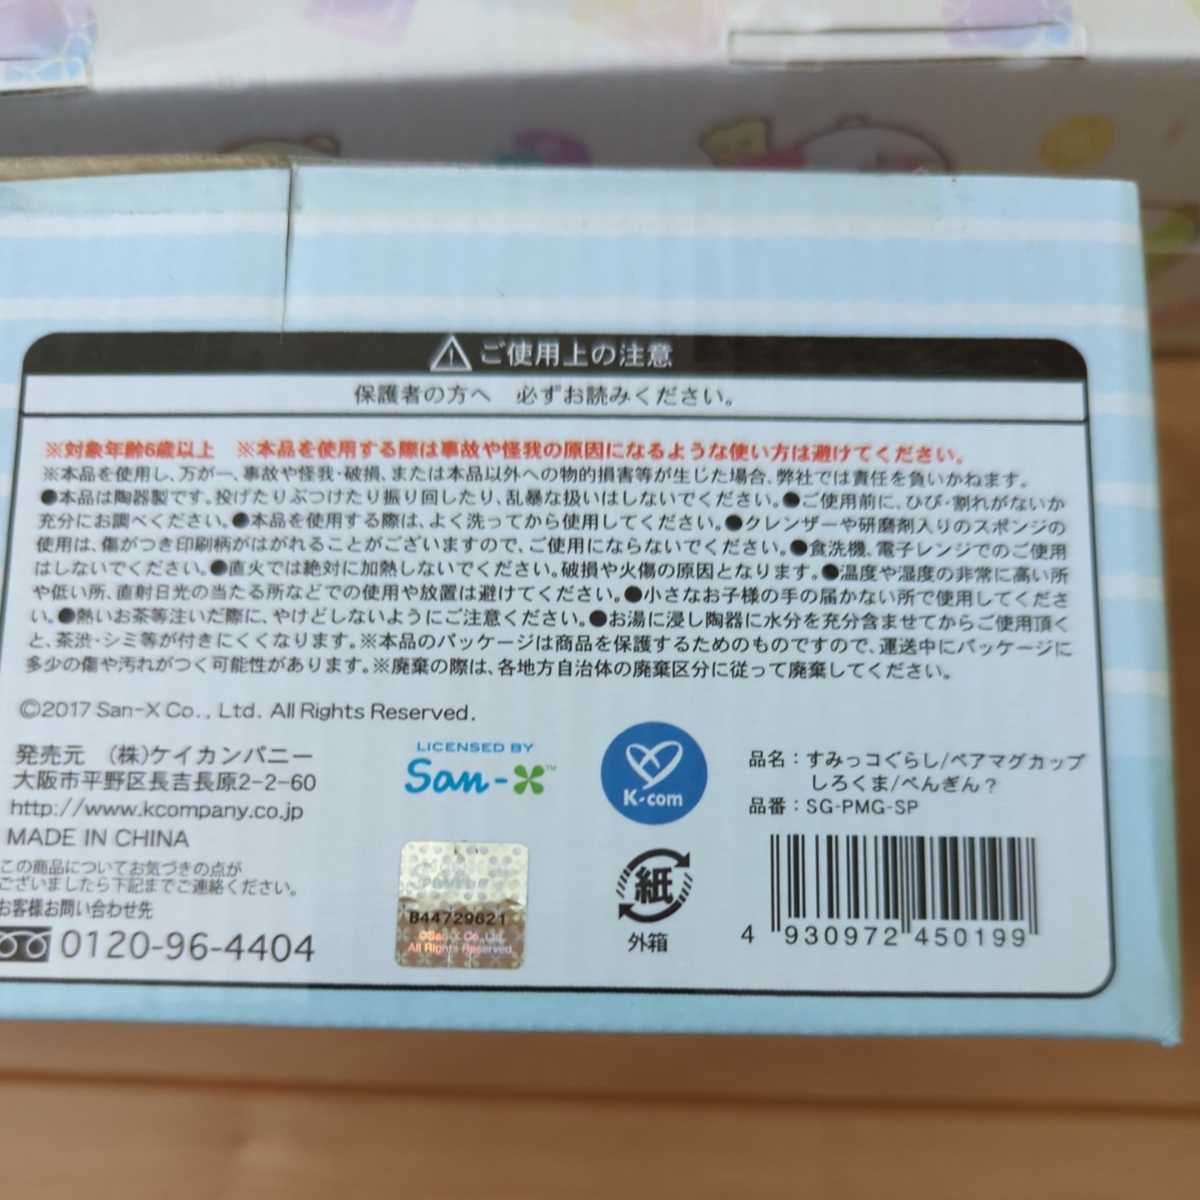 ⚠ご使用上の注意
保護者の方へ 必ずお読みください。
※対象年齢6歳以上 ※本品を使用する際は事故や怪我の原因になるような使い方は避けてください。
※本品を使用し、万が一、事故や怪我・破損、または本品以外への物的損害等が生じた場合、弊社では責任を負いかねます。
●本品は陶器製です。投げたりぶつけたり振り回したり、乱暴な扱いはしないでください。●ご使用前に、ひび・割れがないか
充分にお調べください。●本品を使用する際は、よく洗ってから使用してください。●クレンザーや研磨剤入りのスポンジの
使用は、傷がつき印刷柄がはがれることがございますので、ご使用にならないでください。●食洗機、電子レンジでのご使用
はしないでください。●直火では絶対に加熱しないでください。破損や火傷の原因となります。●温度や湿度の非常に高い所
や低い所、直射日光の当たる所などでの使用や放置は避けてください。●小さなお子様の手の届かない所で使用してくださ
い。●熱いお茶等注いだ際に、やけどしないようにご注意ください。●お湯に浸し陶器に水分を充分含ませてからご使用頂く
と、茶渋・シミ等が付きにくくなります。※本品のパッケージは商品を保護するためのものですので、運送中にパッケージに
多少の傷や汚れがつく可能性があります。※廃棄の際は、各地方自治体の廃棄区分に従って廃棄してください。
©2017 San-X Co., Ltd. All Rights Reserved.
発売元 (株)ケイカンパニー
大阪市平野区長吉長原2-2-60
http://www.kcompany.co.jp
MADE IN CHINA
この商品についてお気づきの点が
ございましたら下記までご連絡ください。
お客様お問い合わせ先
0120-96-4404
LICENSED BY
San-X™
B44729621
©San-X Co.,Ltd.
All Rights Reserved.
K-com
紙
外箱
品名：すみっコぐらし/ペアマグカップ
しろくま/ぺんぎん？
品番：SG-PMG-SP
4 930972 450199